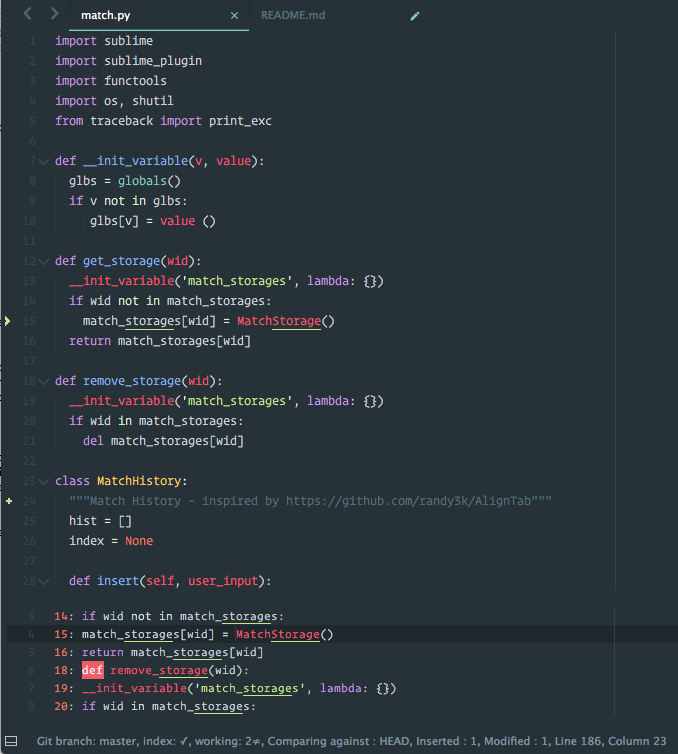 match.py README.md
1 import sublime
2 import sublime_plugin
3 import functools
4 import os, shutil
5 from traceback import print_exc
6
7 def __init_variable(v, value):
8 glbs = globals()
9 if v not in glbs:
10 glbs[v] = value ()
11
12 def get_storage(wid):
13 __init_variable('match_storages', lambda: {})
14 if wid not in match_storages:
15 match_storages[wid] = MatchStorage()
16 return match_storages[wid]
17
18 def remove_storage(wid):
19 __init_variable('match_storages', lambda: {})
20 if wid in match_storages:
21 del match_storages[wid]
22
23 class MatchHistory:
24 """Match History - inspired by https://github.com/randy3k/AlignTab"""
25 hist = []
26 index = None
27
28 def insert(self, user_input):
3 14: if wid not in match_storages:
4 15: match_storages[wid] = MatchStorage()
5 16: return match_storages[wid]
6 18: def remove_storage(wid):
7 19: __init_variable('match_storages', lambda: {})
8 20: if wid in match_storages:
Git branch: master, index: ✓, working: 2≠, Comparing against : HEAD, Inserted : 1, Modified : 1, Line 186, Column 23